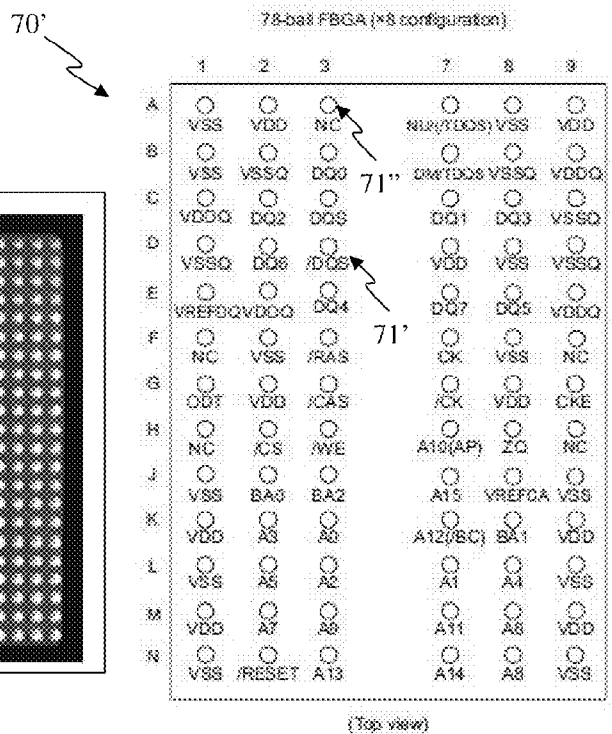 70’
78-ball FBGA (×8 configuration)
1 2 3 7 8 9
A
VSS VDD NC NU/(/TDQS) VSS VDD
71”
B
VSS VSSQ DQ0 DM/TDQS VSSQ VDDQ
C
VDDQ DQ2 DQS DQ1 DQ3 VSSQ
D
VSSQ DQ6 /DQS VDD VSS VSSQ
71’
E
VREFDQ VDDQ DQ4 DQ7 DQ5 VDDQ
F
NC VSS /RAS CK VSS NC
G
ODT VDD /CAS /CK VDD CKE
H
NC /CS /WE A10(AP) ZQ NC
J
VSS BA0 BA2 A15 VREFCA VSS
K
VDD A3 A0 A12(/BC) BA1 VDD
L
VSS A5 A2 A1 A4 VSS
M
VDD A7 A9 A11 A6 VDD
N
VSS /RESET A13 A14 A8 VSS
(Top view)